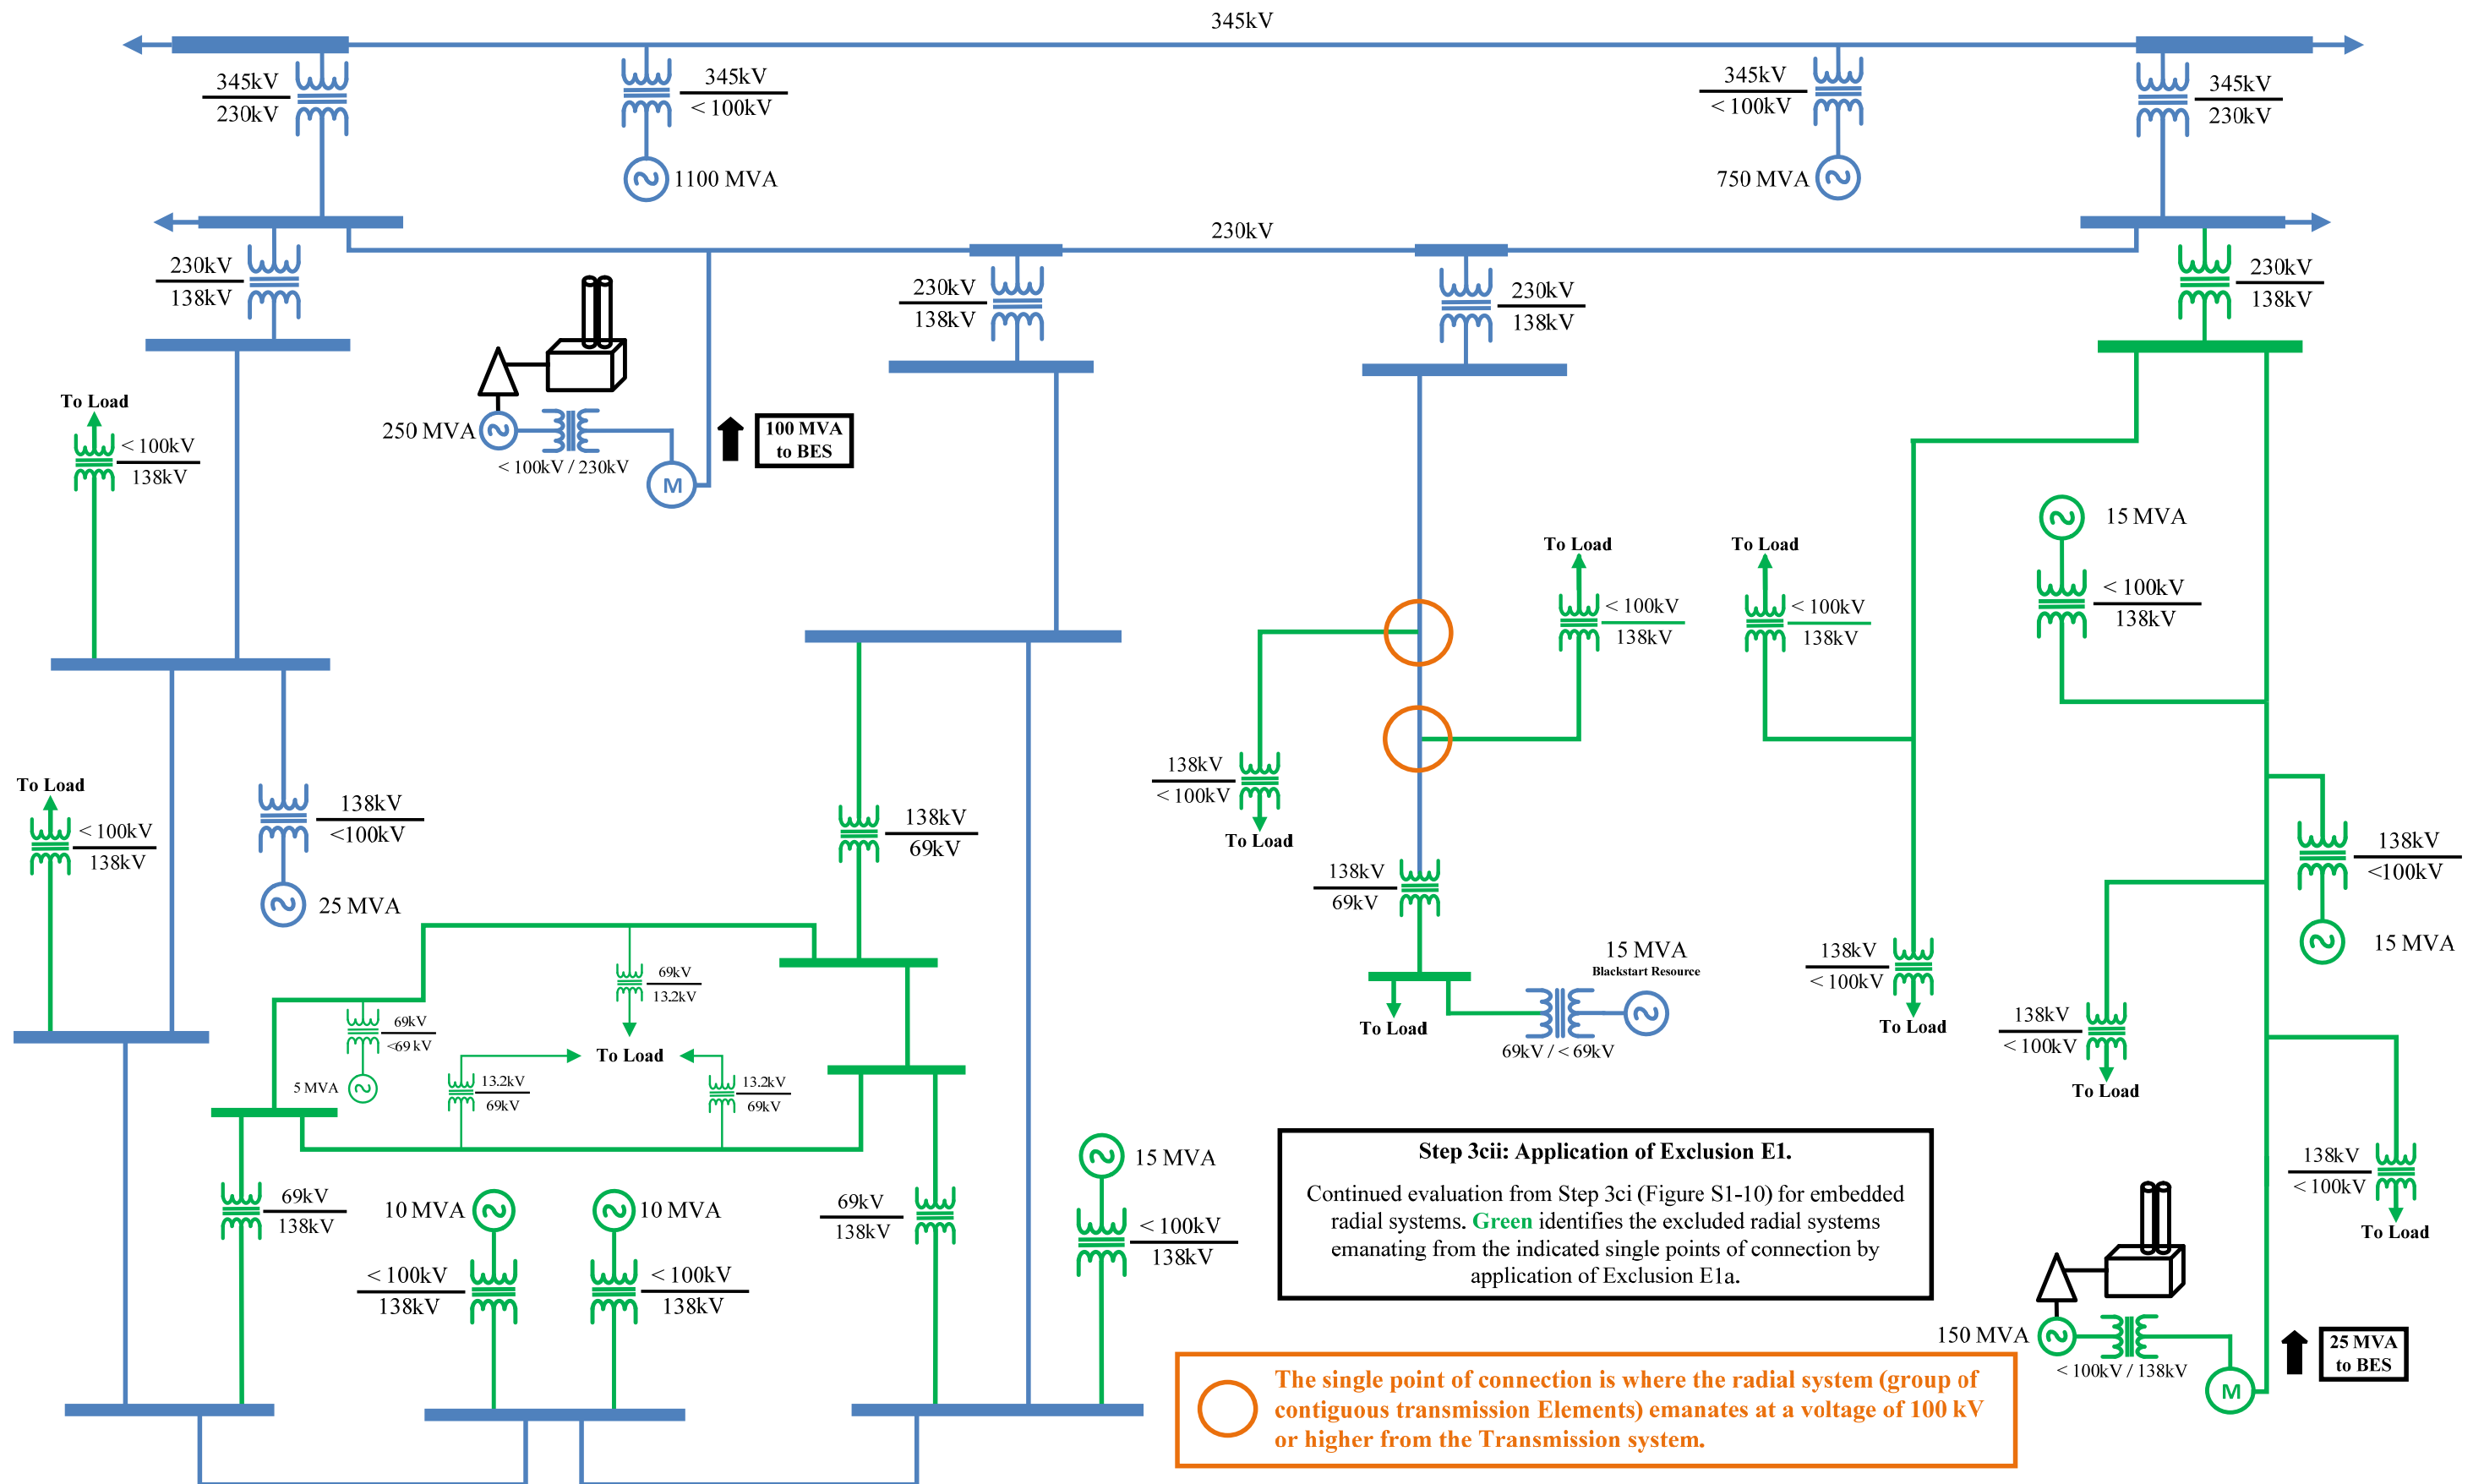 345kV
345kV
230kV
345kV
< 100kV
1100 MVA
345kV
< 100kV
750 MVA
345kV
230kV
230kV
230kV
138kV
230kV
138kV
230kV
138kV
230kV
138kV
250 MVA
< 100kV / 230kV
M
100 MVA
to BES
To Load
< 100kV
138kV
To Load
< 100kV
138kV
138kV
<100kV
25 MVA
138kV
69kV
69kV
13.2kV
69kV
<69 kV
5 MVA
To Load
13.2kV
69kV
13.2kV
69kV
69kV
138kV
10 MVA
< 100kV
138kV
10 MVA
< 100kV
138kV
69kV
138kV
15 MVA
< 100kV
138kV
To Load
< 100kV
138kV
138kV
< 100kV
To Load
138kV
69kV
To Load
15 MVA
Blackstart Resource
69kV / < 69kV
To Load
< 100kV
138kV
138kV
< 100kV
To Load
15 MVA
< 100kV
138kV
138kV
<100kV
15 MVA
138kV
< 100kV
To Load
138kV
< 100kV
To Load
150 MVA
< 100kV / 138kV
M
25 MVA
to BES
Step 3cii: Application of Exclusion E1.
Continued evaluation from Step 3ci (Figure S1-10) for embedded
radial systems. Green identifies the excluded radial systems
emanating from the indicated single points of connection by
application of Exclusion E1a.
The single point of connection is where the radial system (group of
contiguous transmission Elements) emanates at a voltage of 100 kV
or higher from the Transmission system.